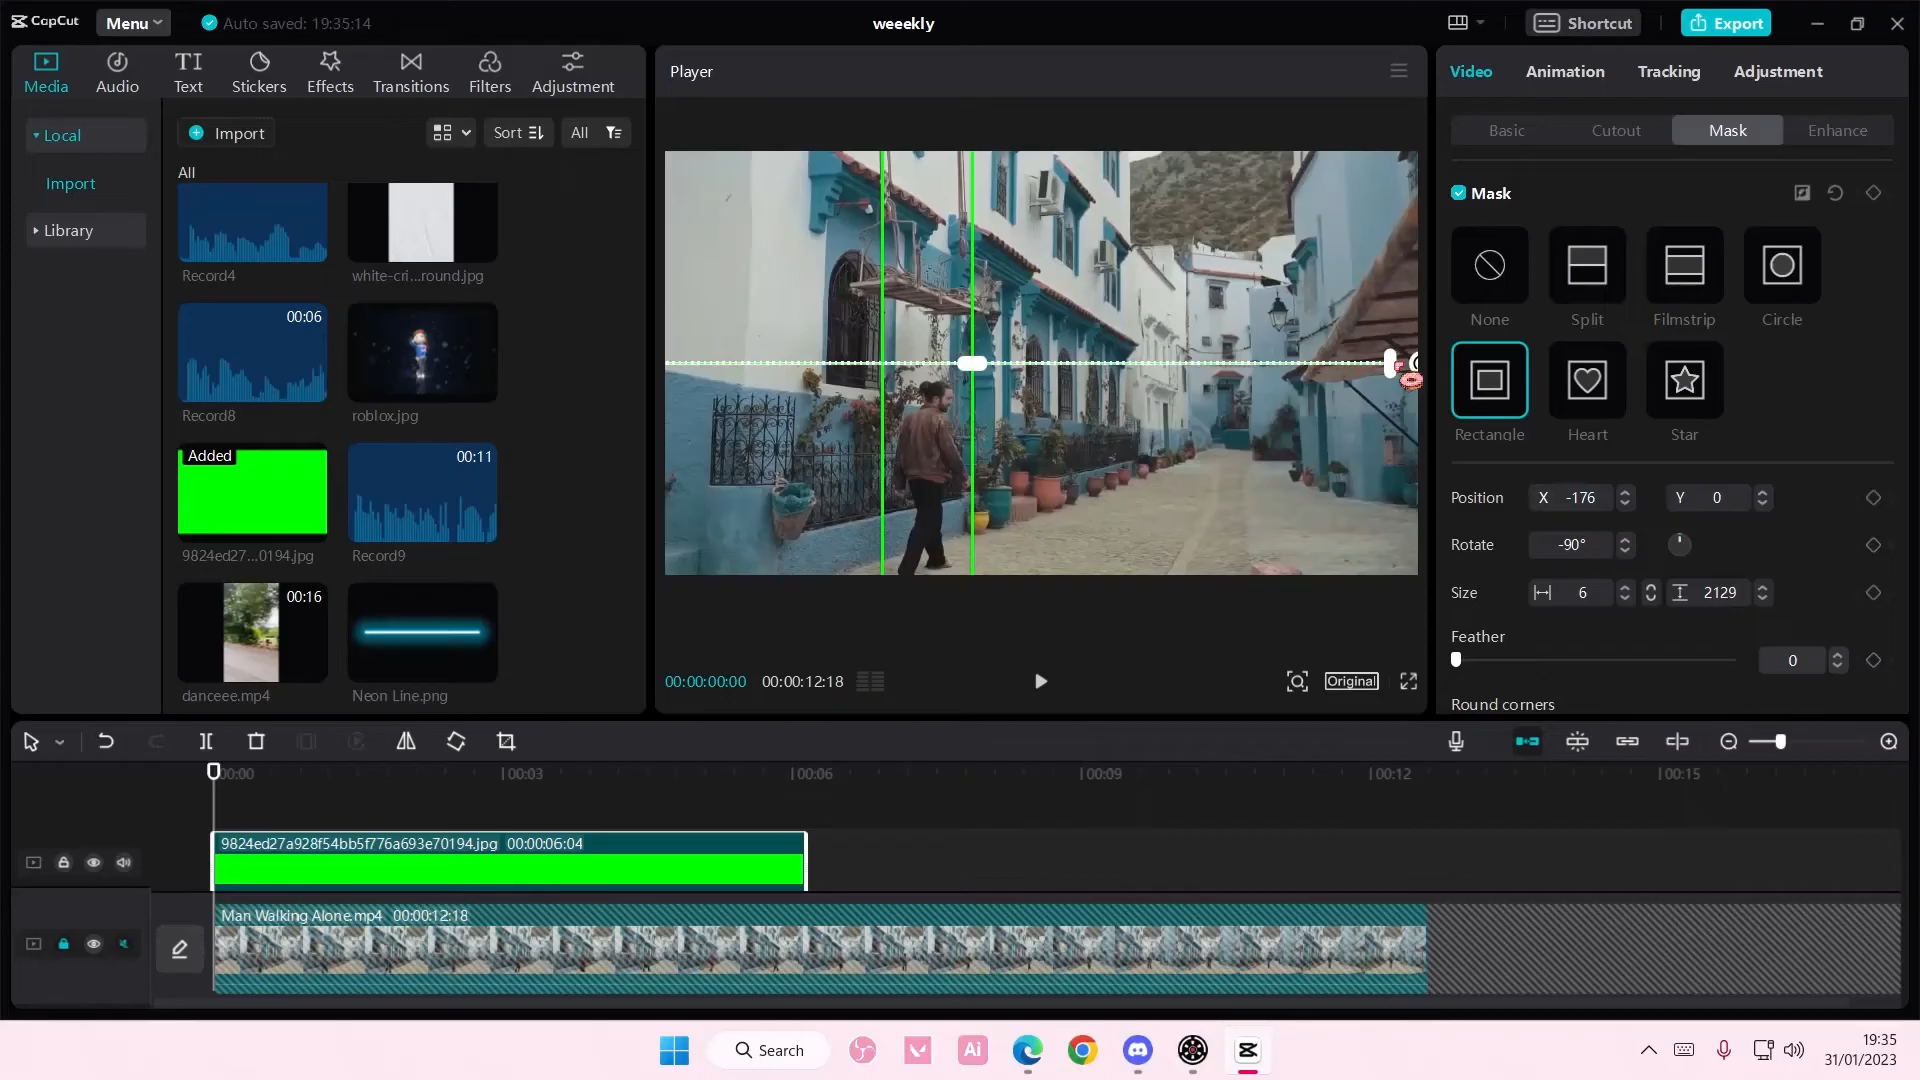 CapCut
Menu
Auto saved: 19:35:14
weeekly
Shortcut
Export
Media
Audio
TI
Text
Stickers
Effects
Transitions
Filters
Adjustment
Local
Import
Library
Import
Sort
All
All
Record4
white-cri...round.jpg
00:06
Record8
roblox.jpg
Added
9824ed27...0194.jpg
00:11
Record9
00:16
danceee.mp4
Neon Line.png
Player
00:00:00:00
00:00:12:18
Original
Video
Animation
Tracking
Adjustment
Basic
Cutout
Mask
Enhance
Mask
None
Split
Filmstrip
Circle
Rectangle
Heart
Star
Position
X -176
Y 0
Rotate
-90°
Size
6
2129
Feather
0
Round corners
00:00
00:03
00:06
00:09
00:12
00:15
9824ed27a928f54bb5f776a693e70194.jpg 00:00:06:04
Man Walking Alone.mp4 00:00:12:18
Search
Ai
19:35
31/01/2023